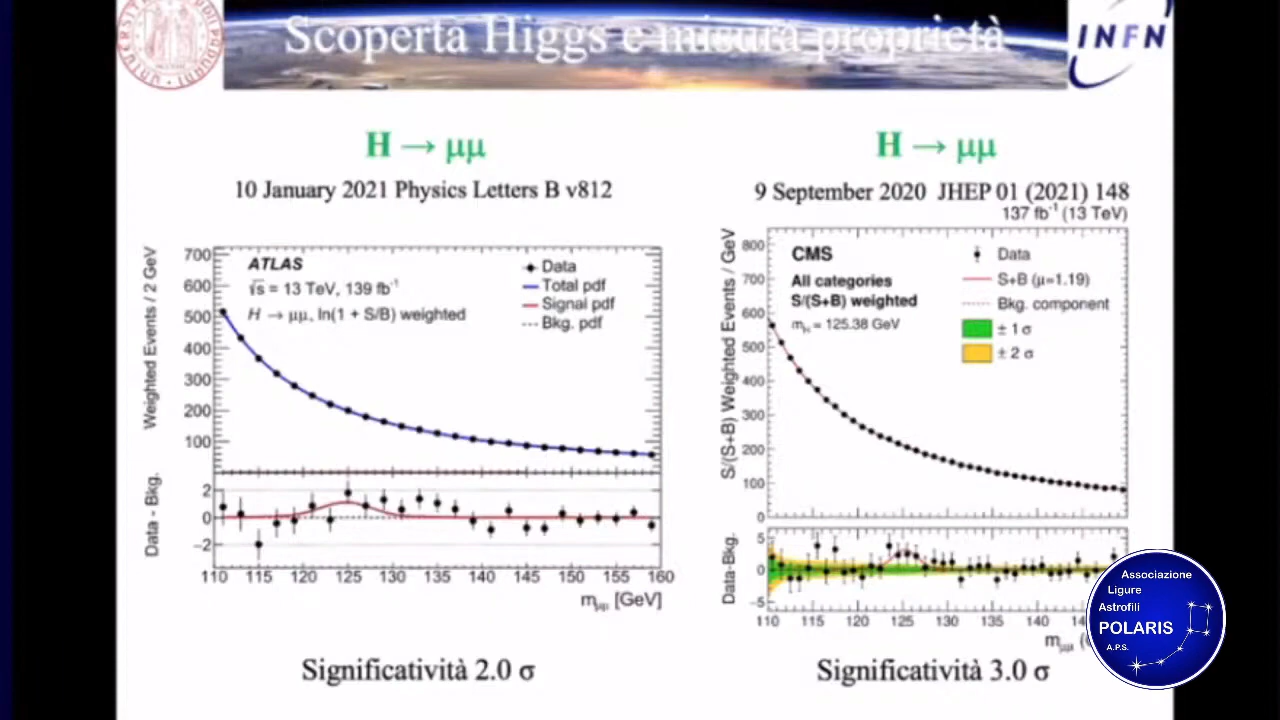 Scoperta Higgs e misura proprietà
INFN
H → μμ
10 January 2021 Physics Letters B v812
ATLAS
√s = 13 TeV, 139 fb⁻¹
H → μμ, ln(1 + S/B) weighted
Data
Total pdf
Signal pdf
Bkg. pdf
Weighted Events / 2 GeV
700
600
500
400
300
200
100
Data - Bkg.
2
0
−2
110 115 120 125 130 135 140 145 150 155 160
mμμ [GeV]
Significatività 2.0 σ
H → μμ
9 September 2020 JHEP 01 (2021) 148
137 fb⁻¹ (13 TeV)
CMS
All categories
S/(S+B) weighted
mH = 125.38 GeV
Data
S+B (μ=1.19)
Bkg. component
± 1 σ
± 2 σ
S/(S+B) Weighted Events / GeV
800
700
600
500
400
300
200
100
0
Data-Bkg.
5
0
−5
110 115 120 125 130 135 140
mμμ
Significatività 3.0 σ
Associazione
Ligure
Astrofili
POLARIS
A.P.S.